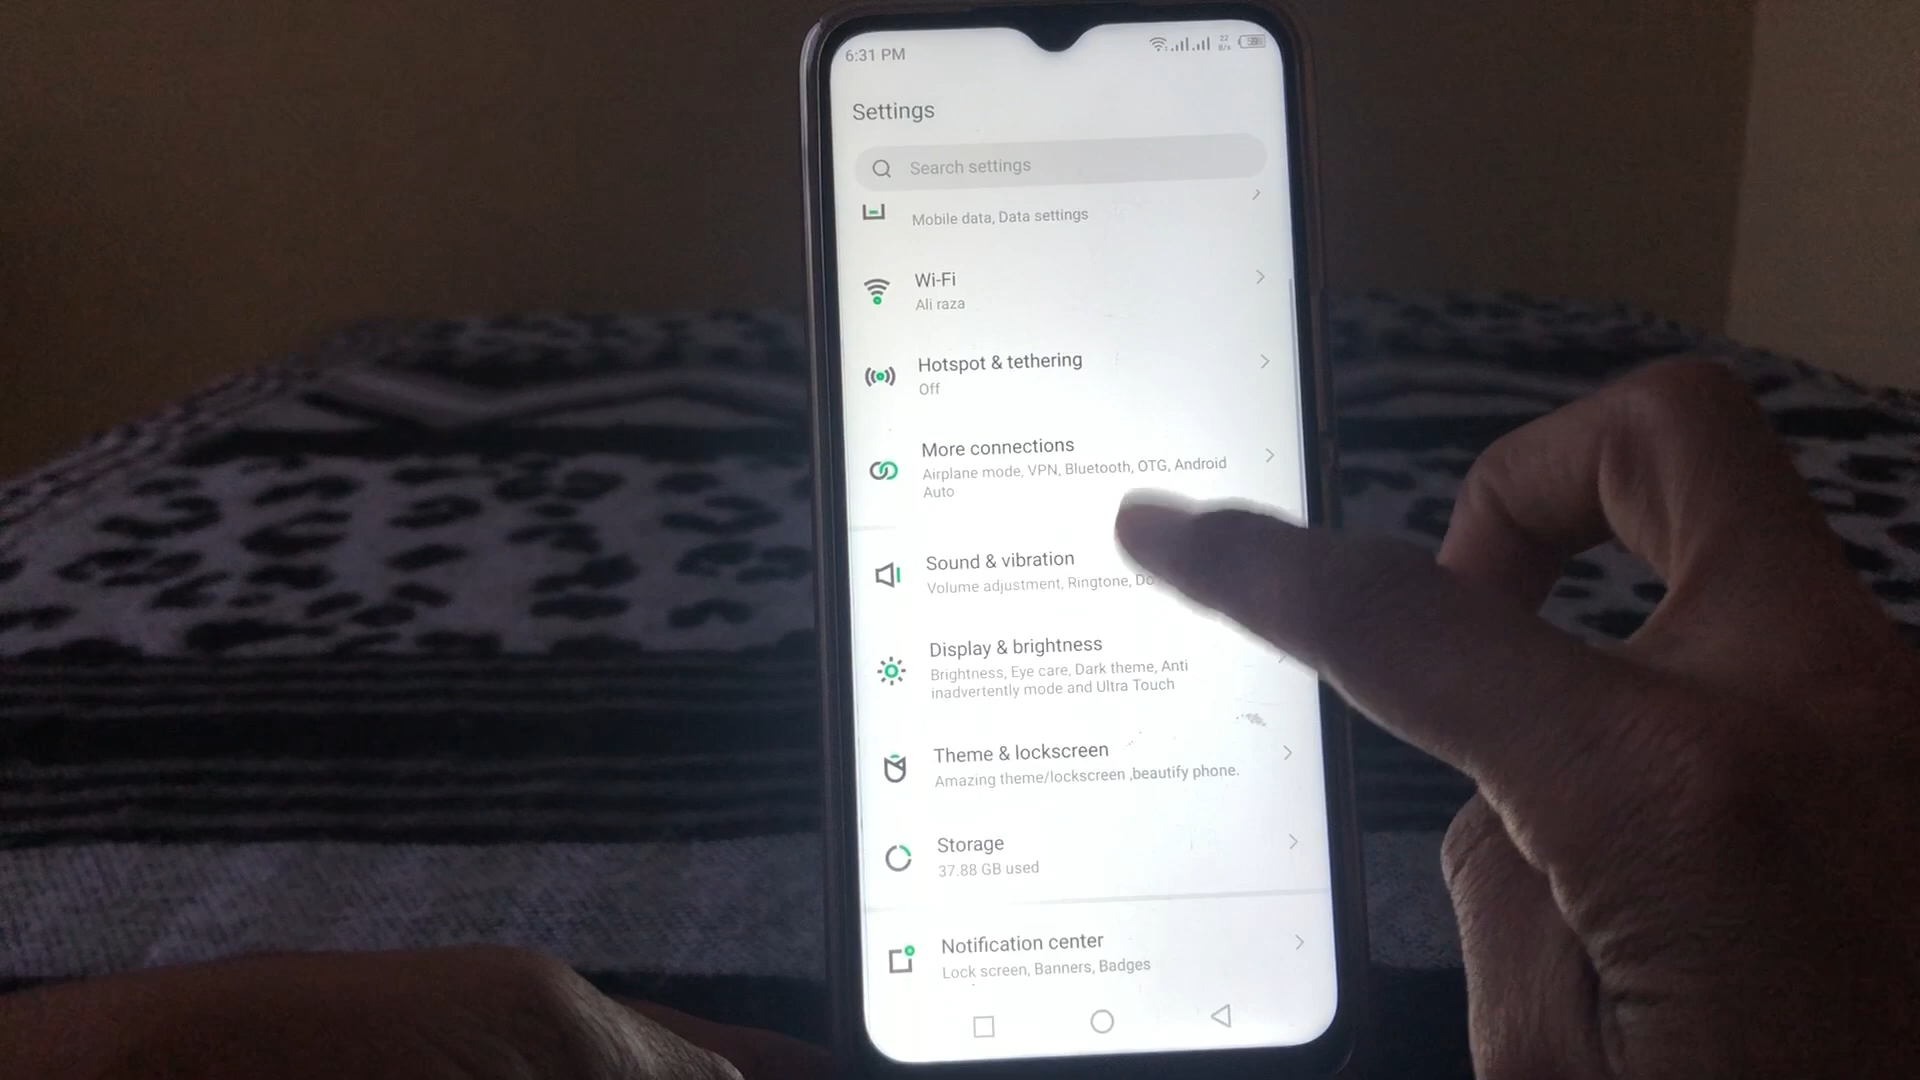 6:31 PM
Settings
Search settings
Mobile data, Data settings
Wi-Fi
Ali raza
Hotspot & tethering
Off
More connections
Airplane mode, VPN, Bluetooth, OTG, Android
Auto
Sound & vibration
Volume adjustment, Ringtone,
Display & brightness
Brightness, Eye care, Dark theme, Anti
inadvertently mode and Ultra Touch
Theme & lockscreen
Amazing theme/lockscreen ,beautify phone.
Storage
37.88 GB used
Notification center
Lock screen, Banners, Badges